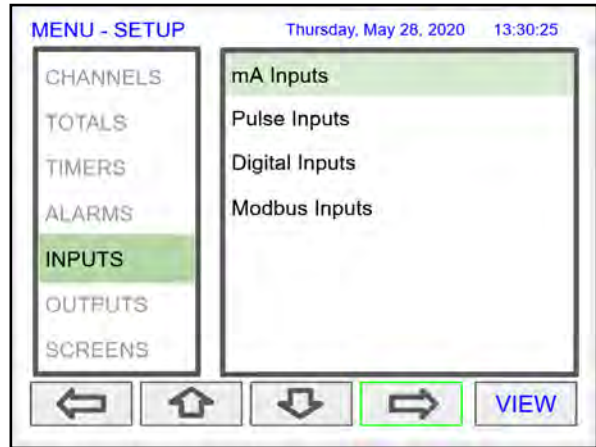 MENU - SETUP Thursday, May 28, 2020 13:30:25
CHANNELS
TOTALS
TIMERS
ALARMS
INPUTS
OUTPUTS
SCREENS
mA Inputs
Pulse Inputs
Digital Inputs
Modbus Inputs
VIEW